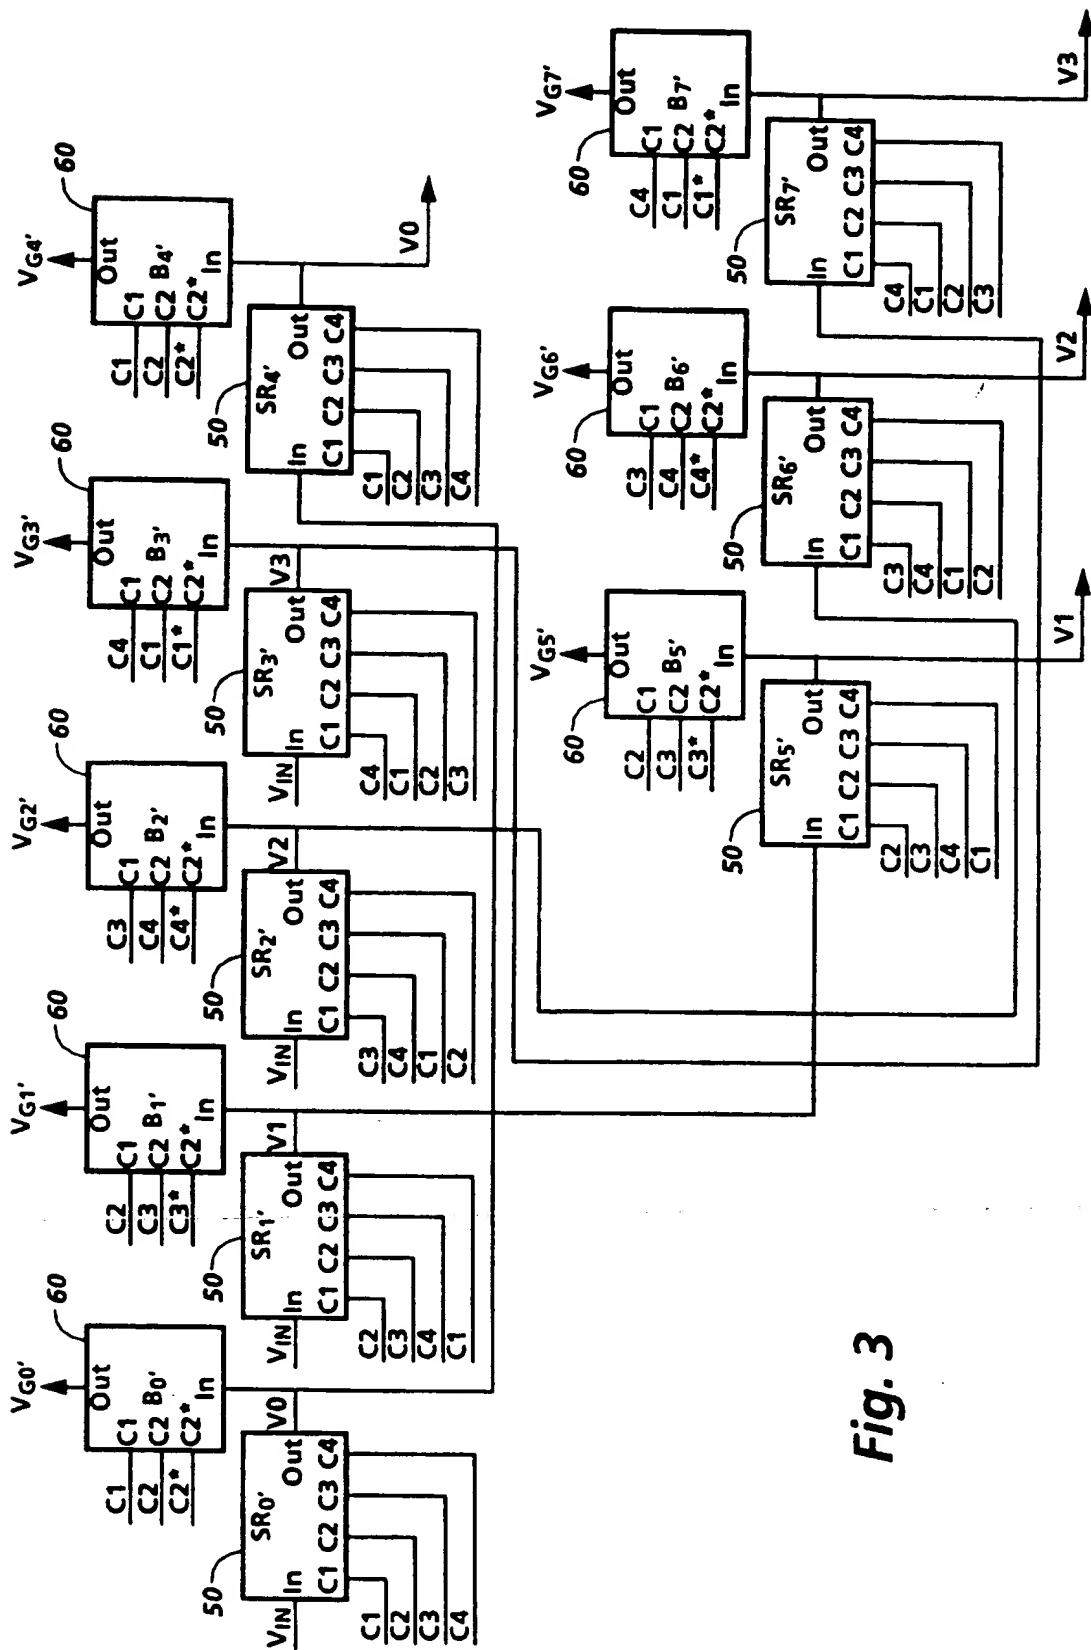 VG0'
60
Out
C1
C2
C2*
C1
C2
C2*
B0'
In
V0
50
SR0'
VIN
In
Out
C1 C2 C3 C4
C1
C2
C3
C4
VG1'
60
Out
C2
C3
C3*
C1
C2
C2*
B1'
In
V1
50
SR1'
VIN
In
Out
C1 C2 C3 C4
C2
C3
C4
C1
VG2'
60
Out
C3
C4
C4*
C1
C2
C2*
B2'
In
V2
50
SR2'
VIN
In
Out
C1 C2 C3 C4
C3
C4
C1
C2
VG3'
60
Out
C4
C1
C1*
C1
C2
C2*
B3'
In
V3
50
SR3'
VIN
In
Out
C1 C2 C3 C4
C4
C1
C2
C3
VG4'
60
Out
C1
C2
C2*
C1
C2
C2*
B4'
In
50
SR4'
In
Out
C1 C2 C3 C4
C1
C2
C3
C4
V0
VG5'
60
Out
C2
C3
C3*
C1
C2
C2*
B5'
In
50
SR5'
In
Out
C1 C2 C3 C4
C2
C3
C4
C1
V1
VG6'
60
Out
C3
C4
C4*
C1
C2
C2*
B6'
In
50
SR6'
In
Out
C1 C2 C3 C4
C3
C4
C1
C2
V2
VG7'
60
Out
C4
C1
C1*
C1
C2
C2*
B7'
In
50
SR7'
In
Out
C1 C2 C3 C4
C4
C1
C2
C3
V3
Fig. 3